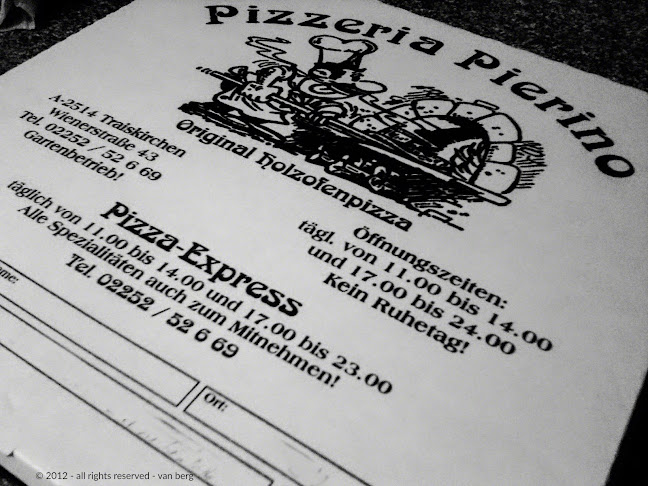 Pizzeria Pierino
Original Holzofenpizza
A-2514 Traiskirchen
Wienerstraße 43
Tel. 02252 / 52 6 69
Gartenbetrieb!
Öffnungszeiten:
tägl. von 11.00 bis 14.00
und 17.00 bis 24.00
Kein Ruhetag!
Pizza-Express
täglich von 11.00 bis 14.00 und 17.00 bis 23.00
Alle Spezialitäten auch zum Mitnehmen!
Tel. 02252 / 52 6 69
Ort:
© 2012 - all rights reserved - van berg